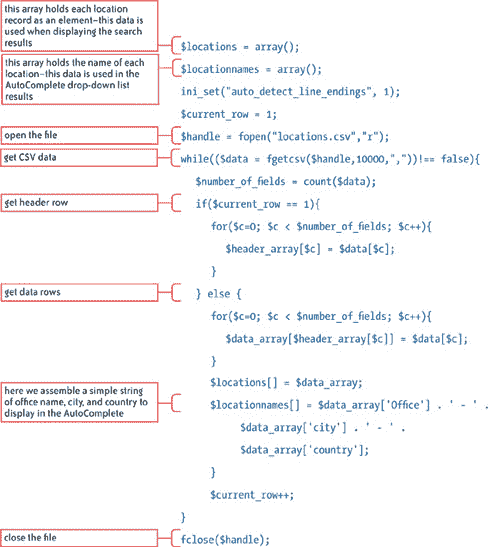 this array holds each location
record as an element–this data is
used when displaying the search
results
$locations = array();
this array holds the name of each
location–this data is used in the
AutoComplete drop-down list
results
$locationnames = array();
ini_set("auto_detect_line_endings", 1);
$current_row = 1;
open the file
$handle = fopen("locations.csv","r");
get CSV data
while(($data = fgetcsv($handle,10000,","))!== false){
$number_of_fields = count($data);
get header row
if($current_row == 1){
for($c=0; $c < $number_of_fields; $c++){
$header_array[$c] = $data[$c];
}
get data rows
} else {
for($c=0; $c < $number_of_fields; $c++){
$data_array[$header_array[$c]] = $data[$c];
}
$locations[] = $data_array;
here we assemble a simple string
of office name, city, and country to
display in the AutoComplete
$locationnames[] = $data_array['Office'] . ' - ' .
$data_array['city'] . ' - ' .
$data_array['country'];
}
$current_row++;
}
close the file
fclose($handle);